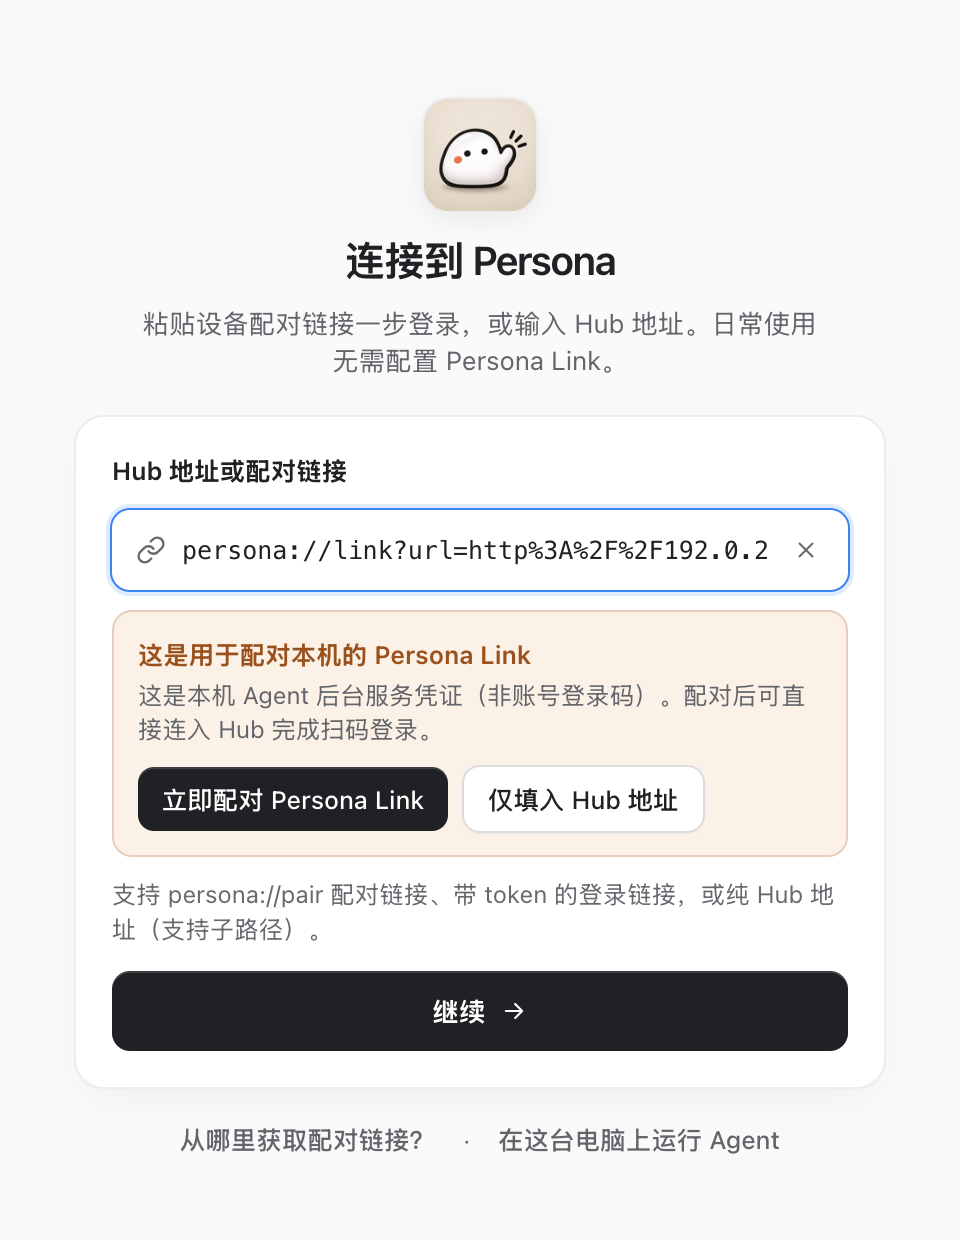 连接到 Persona
粘贴设备配对链接一步登录，或输入 Hub 地址。日常使用
无需配置 Persona Link。
Hub 地址或配对链接
persona://link?url=http%3A%2F%2F192.0.2
这是用于配对本机的 Persona Link
这是本机 Agent 后台服务凭证（非账号登录码）。配对后可直
接连入 Hub 完成扫码登录。
立即配对 Persona Link
仅填入 Hub 地址
支持 persona://pair 配对链接、带 token 的登录链接，或纯 Hub 地
址（支持子路径）。
继续 →
从哪里获取配对链接? · 在这台电脑上运行 Agent